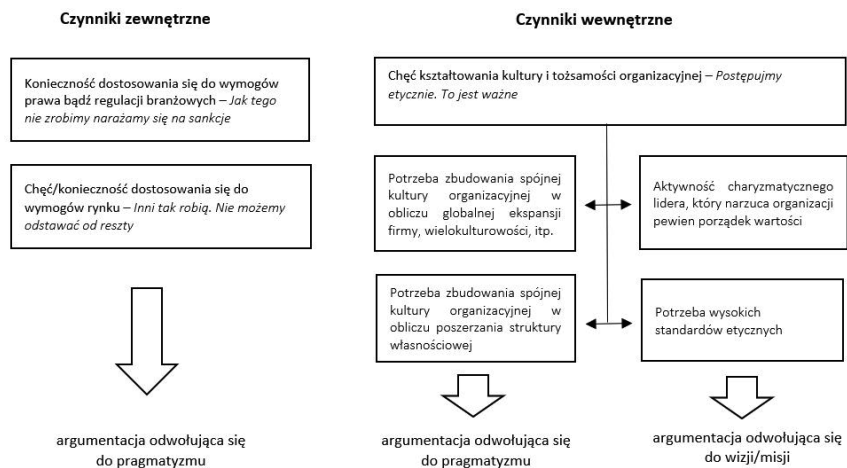 Czynniki zewnętrzne
Konieczność dostosowania się do wymogów
prawa bądź regulacji branżowych – Jak tego
nie zrobimy narażamy się na sankcje
Chęć/konieczność dostosowania się do
wymogów rynku – Inni tak robią. Nie możemy
odstawać od reszty
argumentacja odwołująca się
do pragmatyzmu
Czynniki wewnętrzne
Chęć kształtowania kultury i tożsamości organizacyjnej – Postępujmy
etycznie. To jest ważne
Potrzeba zbudowania spójnej
kultury organizacyjnej w
obliczu globalnej ekspansji
firmy, wielokulturowości, itp.
Aktywność charyzmatycznego
lidera, który narzuca organizacji
pewien porządek wartości
Potrzeba zbudowania spójnej
kultury organizacyjnej w
obliczu poszerzania struktury
własnościowej
Potrzeba wysokich
standardów etycznych
argumentacja odwołująca się
do pragmatyzmu
argumentacja odwołująca się
do wizji/misji